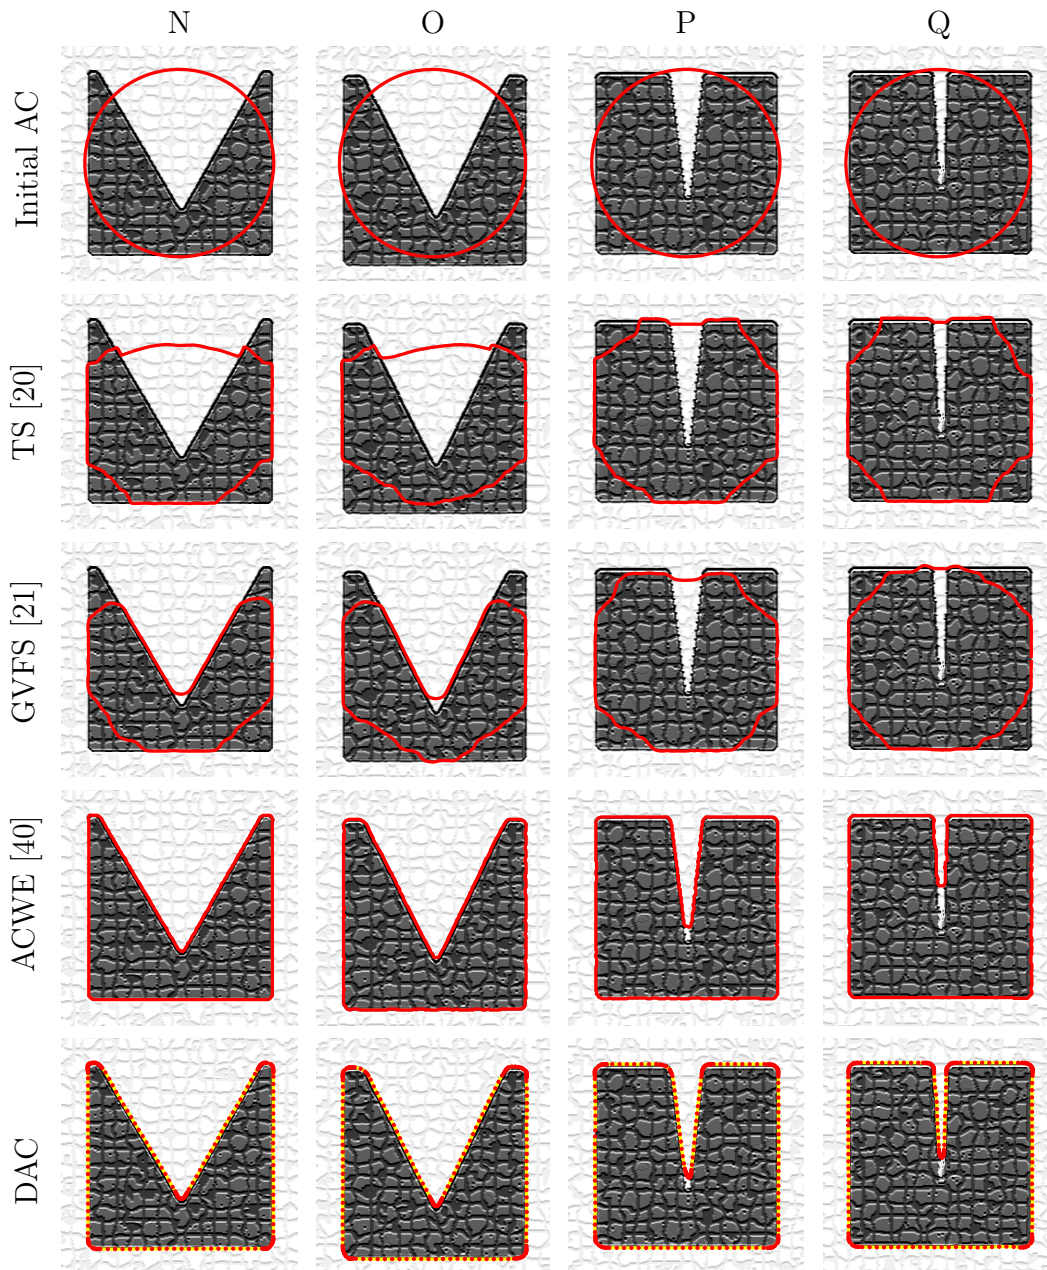 N O P Q
Initial AC
TS [20]
GVFS [21]
ACWE [40]
DAC